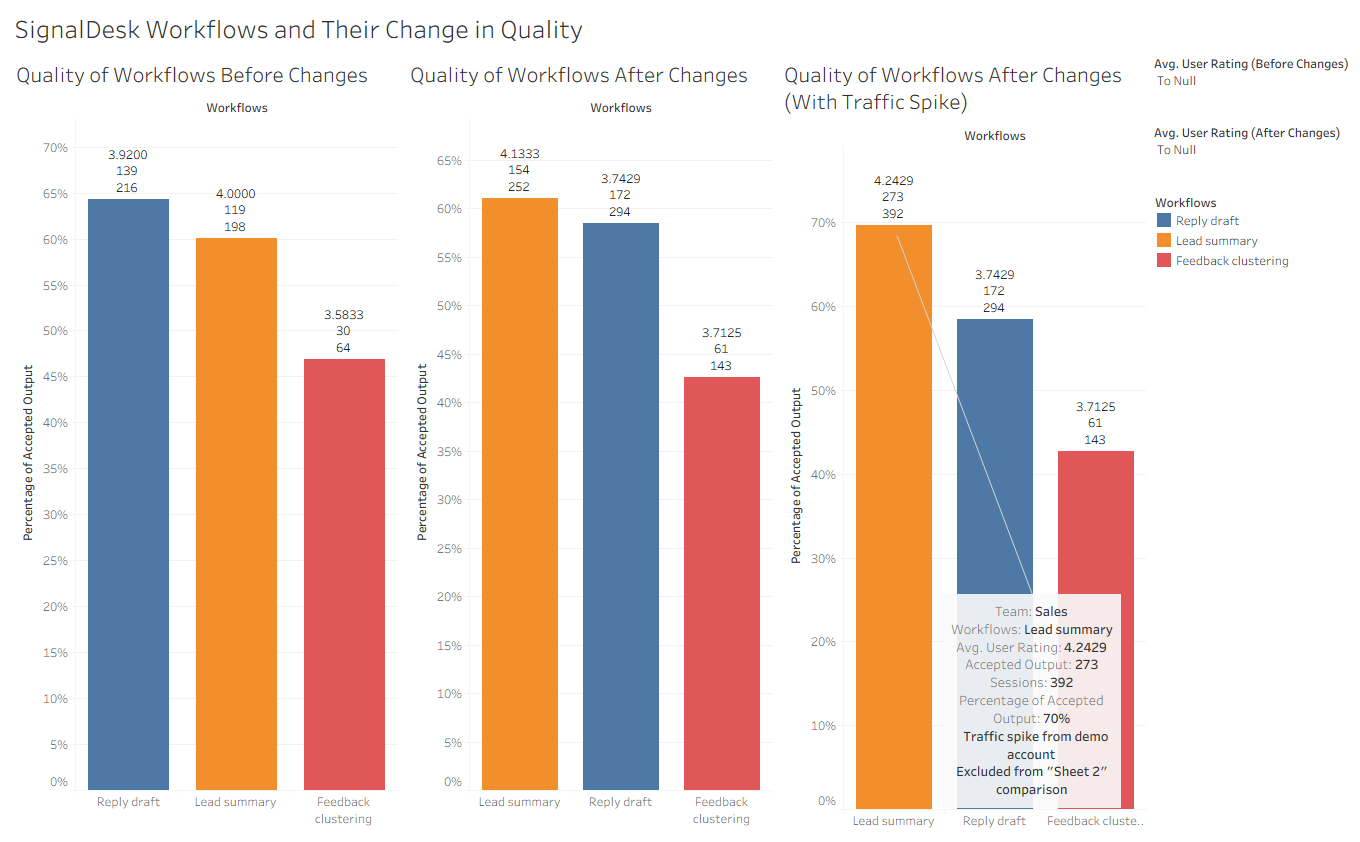 SignalDesk Workflows and Their Change in Quality
Quality of Workflows Before Changes
Workflows
Percentage of Accepted Output
70%
65%
60%
55%
50%
45%
40%
35%
30%
25%
20%
15%
10%
5%
0%
3.9200
139
216
4.0000
119
198
3.5833
30
64
Reply draft
Lead summary
Feedback
clustering
Quality of Workflows After Changes
Workflows
Percentage of Accepted Output
65%
60%
55%
50%
45%
40%
35%
30%
25%
20%
15%
10%
5%
0%
4.1333
154
252
3.7429
172
294
3.7125
61
143
Lead summary
Reply draft
Feedback
clustering
Quality of Workflows After Changes
(With Traffic Spike)
Workflows
Percentage of Accepted Output
70%
60%
50%
40%
30%
20%
10%
0%
4.2429
273
392
3.7429
172
294
3.7125
61
143
Team: Sales
Workflows: Lead summary
Avg. User Rating: 4.2429
Accepted Output: 273
Sessions: 392
Percentage of Accepted
Output: 70%
Traffic spike from demo
account
Excluded from "Sheet 2"
comparison
Lead summary
Reply draft
Feedback cluste..
Avg. User Rating (Before Changes)
To Null
Avg. User Rating (After Changes)
To Null
Workflows
Reply draft
Lead summary
Feedback clustering